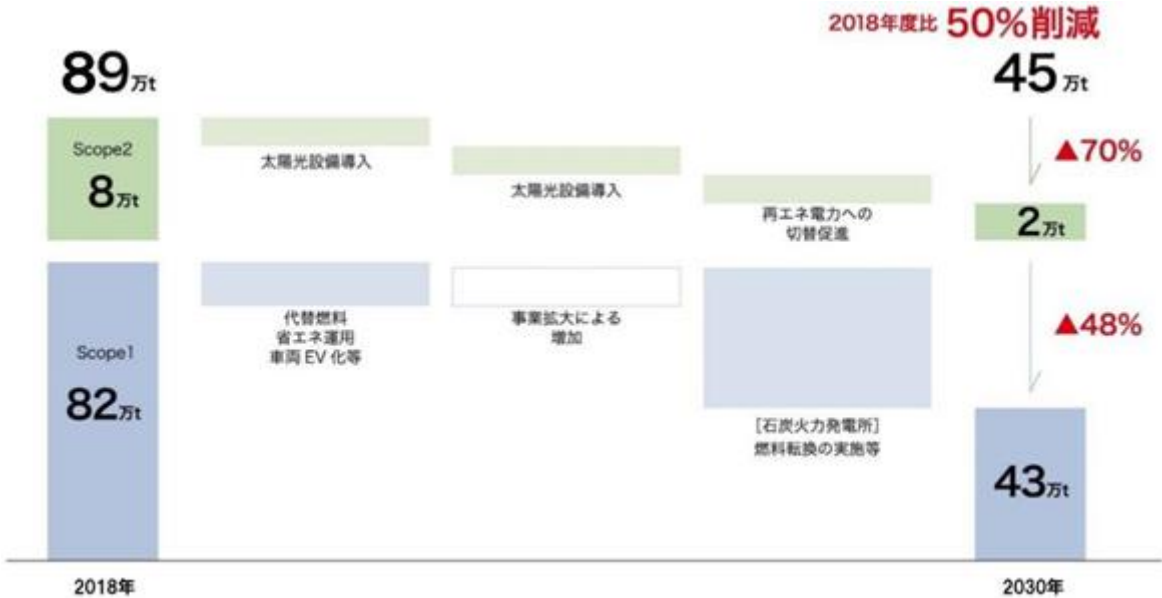 2018年度比 50%削減
89万t
45万t
Scope2
8万t
太陽光設備導入
太陽光設備導入
再エネ電力への
切替促進
▲70%
2万t
Scope1
82万t
代替燃料
省エネ運用
車両EV化等
事業拡大による
増加
[石炭火力発電所]
燃料転換の実施等
▲48%
43万t
2018年
2030年